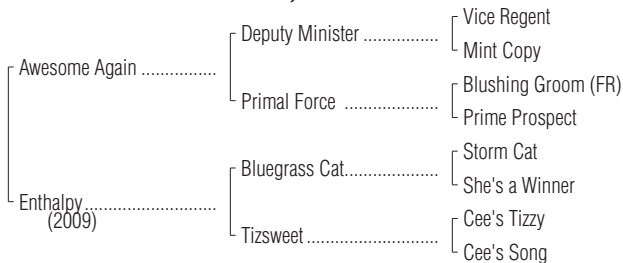 Vice Regent
Deputy Minister ..................
Mint Copy
Awesome Again ................
Blushing Groom (FR)
Primal Force ......................
Prime Prospect
Storm Cat
Bluegrass Cat......................
She's a Winner
Enthalpy............................
(2009)
Cee's Tizzy
Tizsweet ..............................
Cee's Song